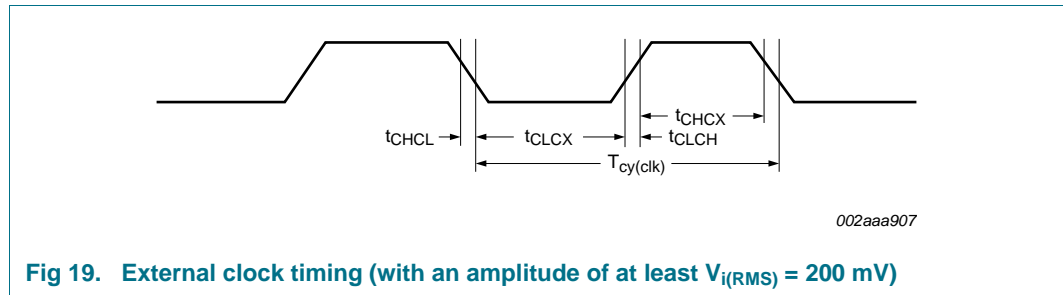 tCHCX
tCHCL tCLCX tCLCH
Tcy(clk)
002aaa907
Fig 19. External clock timing (with an amplitude of at least Vi(RMS) = 200 mV)